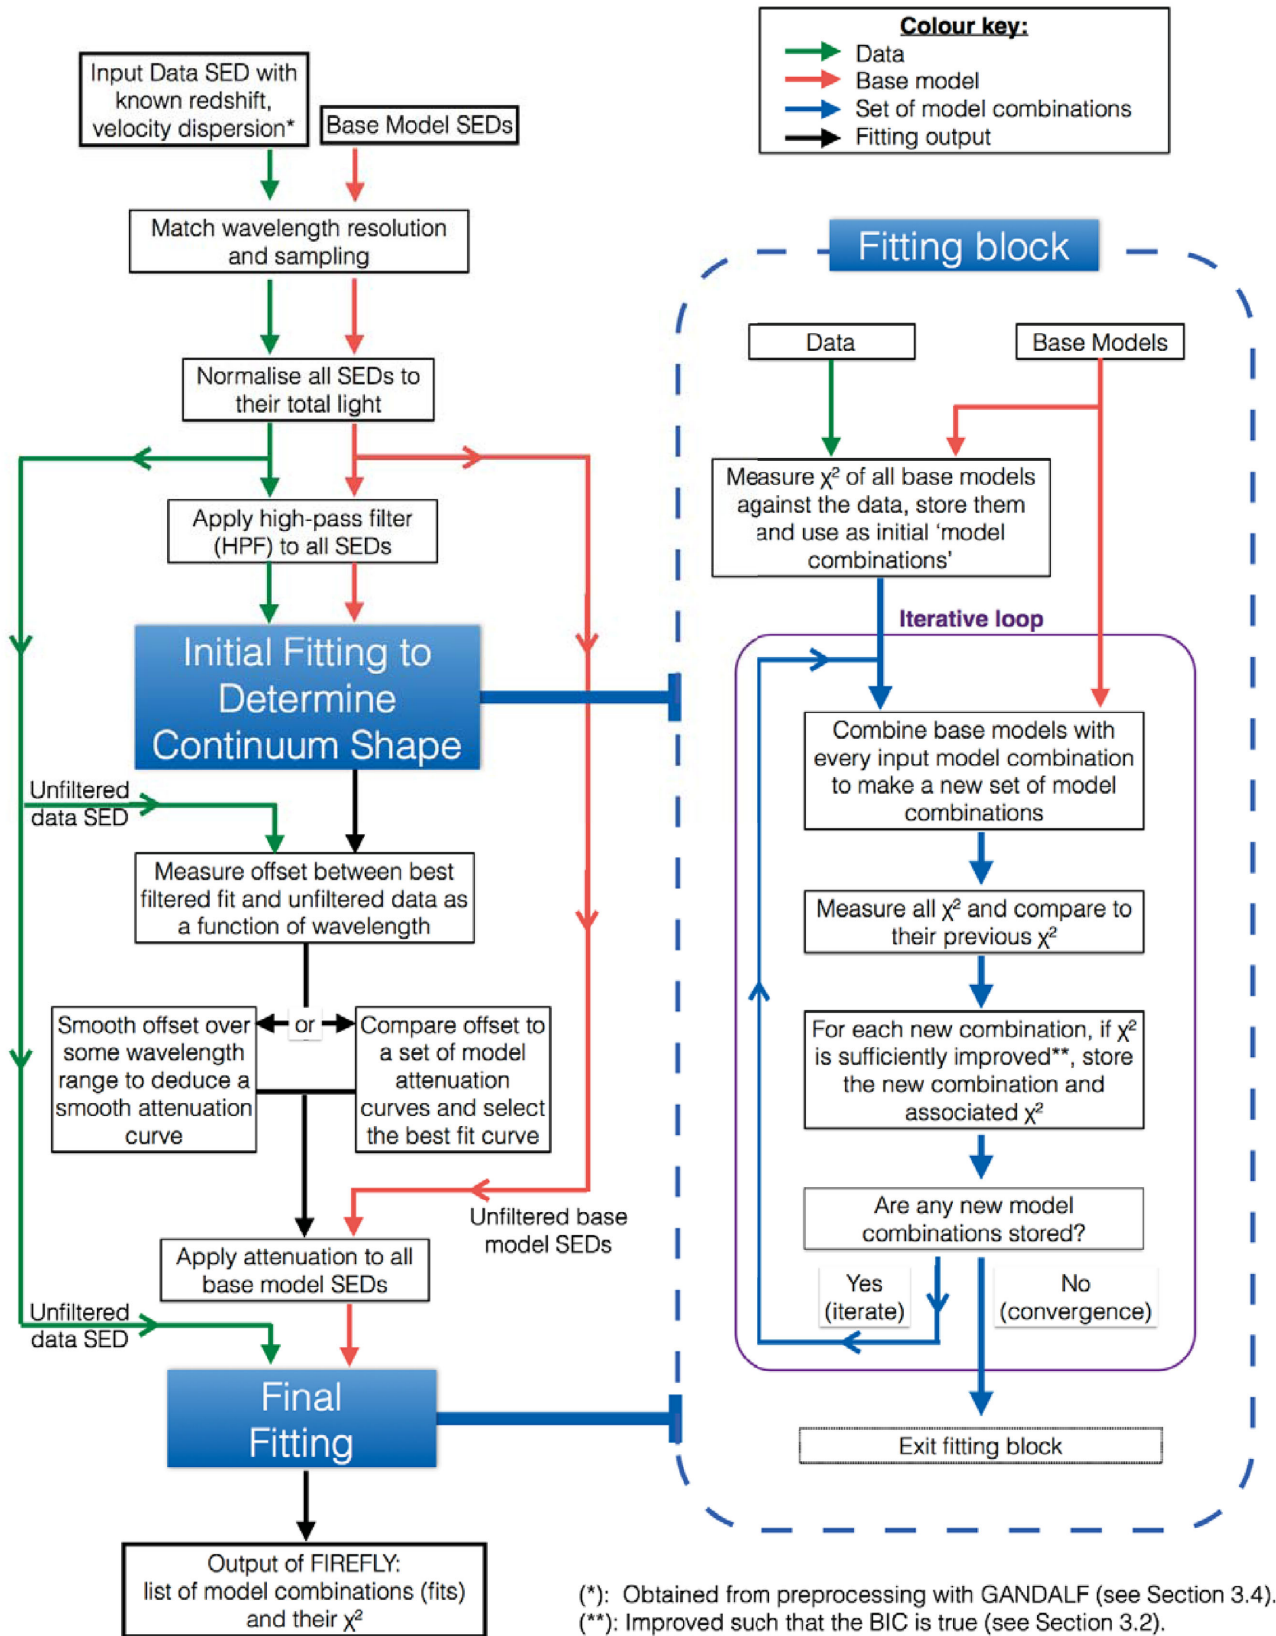 Colour key:
Data
Base model
Set of model combinations
Fitting output
Input Data SED with
known redshift,
velocity dispersion*
Base Model SEDs
Match wavelength resolution
and sampling
Normalise all SEDs to
their total light
Apply high-pass filter
(HPF) to all SEDs
Initial Fitting to
Determine
Continuum Shape
Unfiltered
data SED
Measure offset between best
filtered fit and unfiltered data as
a function of wavelength
Smooth offset over
some wavelength
range to deduce a
smooth attenuation
curve
or
Compare offset to
a set of model
attenuation
curves and select
the best fit curve
Unfiltered base
model SEDs
Apply attenuation to all
base model SEDs
Unfiltered
data SED
Final
Fitting
Output of FIREFLY:
list of model combinations (fits)
and their χ²
Fitting block
Data
Base Models
Measure χ² of all base models
against the data, store them
and use as initial ‘model
combinations’
Iterative loop
Combine base models with
every input model combination
to make a new set of model
combinations
Measure all χ² and compare to
their previous χ²
For each new combination, if χ²
is sufficiently improved**, store
the new combination and
associated χ²
Are any new model
combinations stored?
Yes
(iterate)
No
(convergence)
Exit fitting block
(*): Obtained from preprocessing with GANDALF (see Section 3.4).
(**): Improved such that the BIC is true (see Section 3.2).